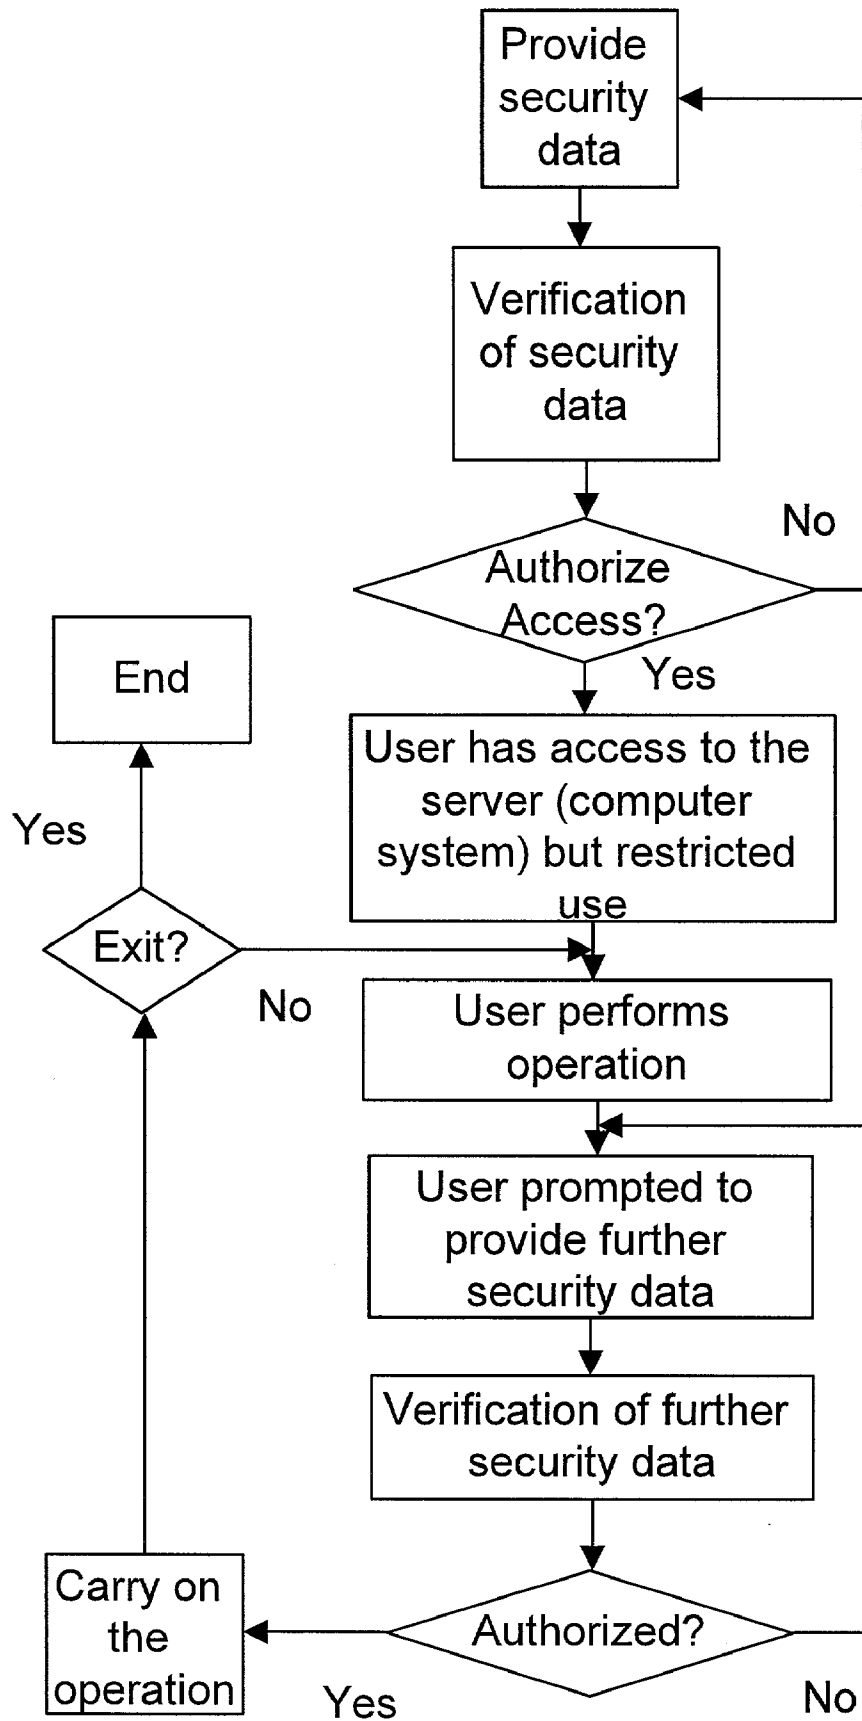 Provide
security
data
Verification
of security
data
No
Authorize
Access?
Yes
End
User has access to the
server (computer
system) but restricted
use
Yes
Exit?
No
User performs
operation
User prompted to
provide further
security data
Verification of further
security data
Carry on
the
operation
Authorized?
Yes
No